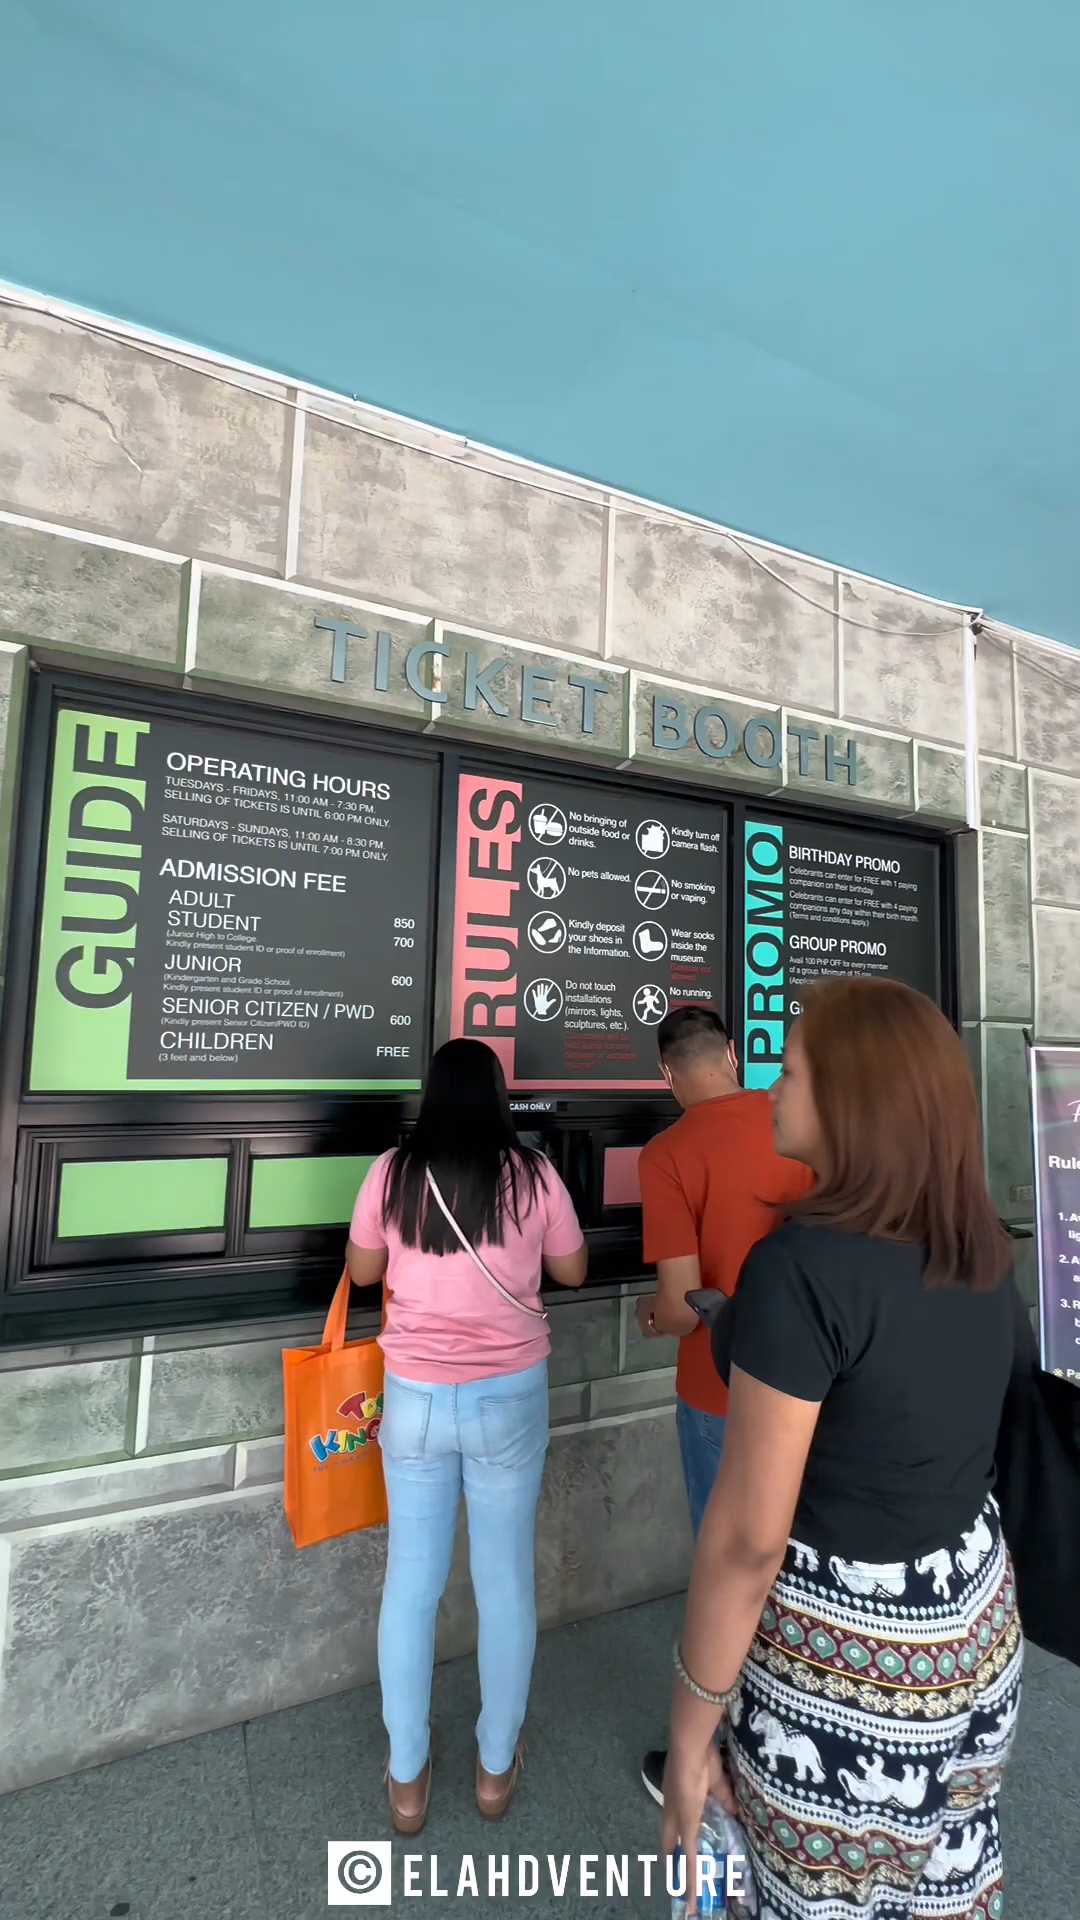 TICKET BOOTH
GUIDE
OPERATING HOURS
TUESDAYS - FRIDAYS, 11:00 AM - 7:30 PM.
SELLING OF TICKETS IS UNTIL 6:00 PM ONLY.
SATURDAYS - SUNDAYS, 11:00 AM - 8:30 PM.
SELLING OF TICKETS IS UNTIL 7:00 PM ONLY.
ADMISSION FEE
ADULT 850
STUDENT 700
(Junior High to College.
Kindly present student ID or proof of enrollment)
JUNIOR 600
(Kindergarten and Grade School.
Kindly present student ID or proof of enrollment)
SENIOR CITIZEN / PWD 600
(Kindly present Senior Citizen/PWD ID)
CHILDREN FREE
(3 feet and below)
RULES
No bringing of
outside food or
drinks.
Kindly turn off
camera flash.
No pets allowed.
No smoking
or vaping.
Kindly deposit
your shoes in
the Information.
Wear socks
inside the
museum.
Barefoot not
allowed.
Do not touch
installations
(mirrors, lights,
sculptures, etc.).
No running.
CASH ONLY
PROMO
BIRTHDAY PROMO
Celebrants can enter for FREE with 1 paying
companion on their birthday.
Celebrants can enter for FREE with 4 paying
companions any day within their birth month.
(Terms and conditions apply.)
GROUP PROMO
Avail 100 PHP OFF for every member
of a group. Minimum of 15
Rule
1.
2.
3.
© ELAHDVENTURE